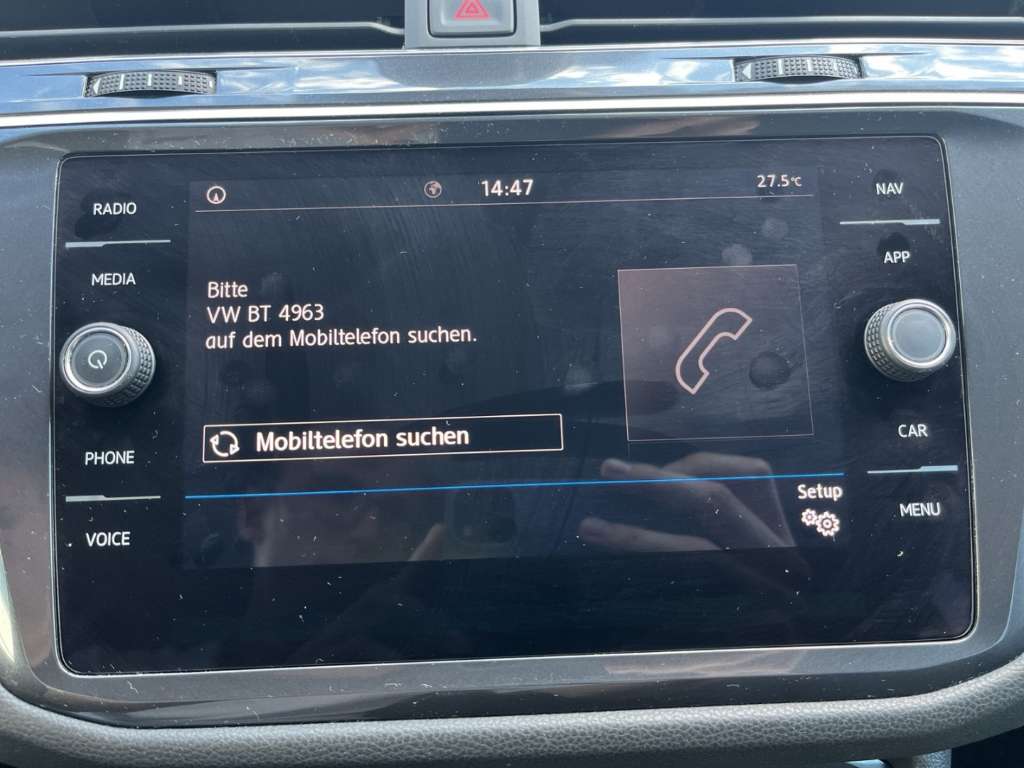 14:47
27.5°C
RADIO
MEDIA
PHONE
VOICE
Bitte
VW BT 4963
auf dem Mobiltelefon suchen.
Mobiltelefon suchen
Setup
NAV
APP
CAR
MENU